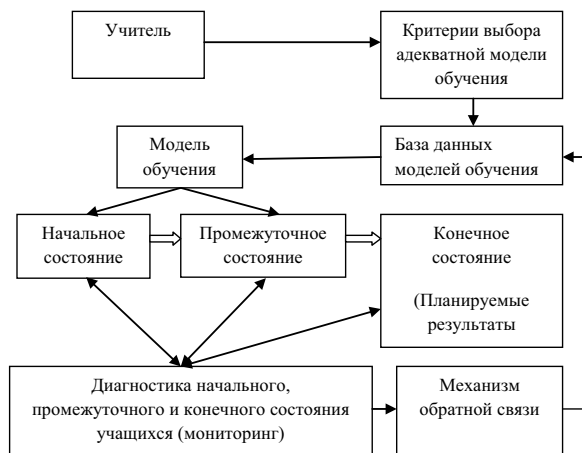 Учитель
Критерии выбора
адекватной модели
обучения
Модель
обучения
База данных
моделей обучения
Начальное
состояние
Промежуточное
состояние
Конечное
состояние
(Планируемые
результаты
Диагностика начального,
промежуточного и конечного состояния
учащихся (мониторинг)
Механизм
обратной связи